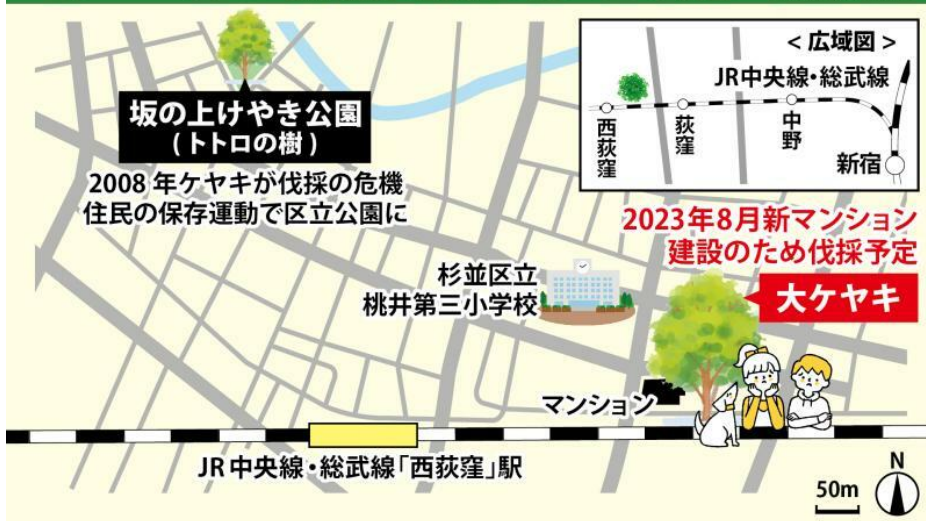 坂の上けやき公園
(トトロの樹)
2008年ケヤキが伐採の危機
住民の保存運動で区立公園に
<広域図>
JR中央線・総武線
西荻窪
荻窪
中野
新宿
2023年8月新マンション
建設のため伐採予定
大ケヤキ
杉並区立
桃井第三小学校
マンション
JR中央線・総武線「西荻窪」駅
50m
N